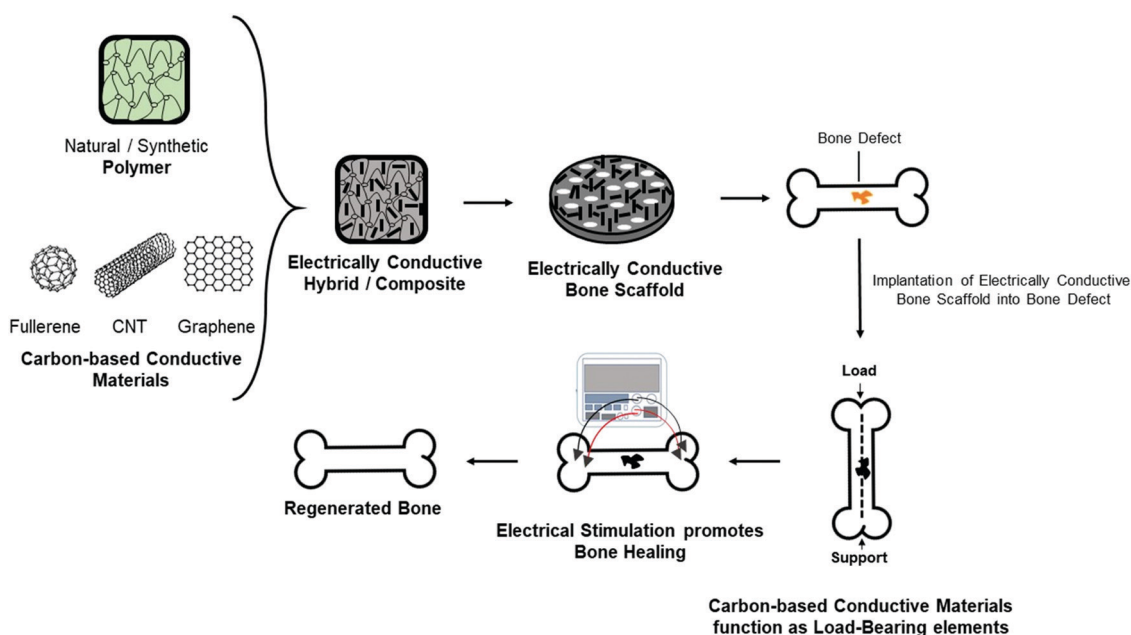 Natural / Synthetic
Polymer
Fullerene
CNT
Graphene
Carbon-based Conductive
Materials
Electrically Conductive
Hybrid / Composite
Electrically Conductive
Bone Scaffold
Bone Defect
Implantation of Electrically Conductive
Bone Scaffold into Bone Defect
Load
Support
Carbon-based Conductive Materials
function as Load-Bearing elements
Electrical Stimulation promotes
Bone Healing
Regenerated Bone